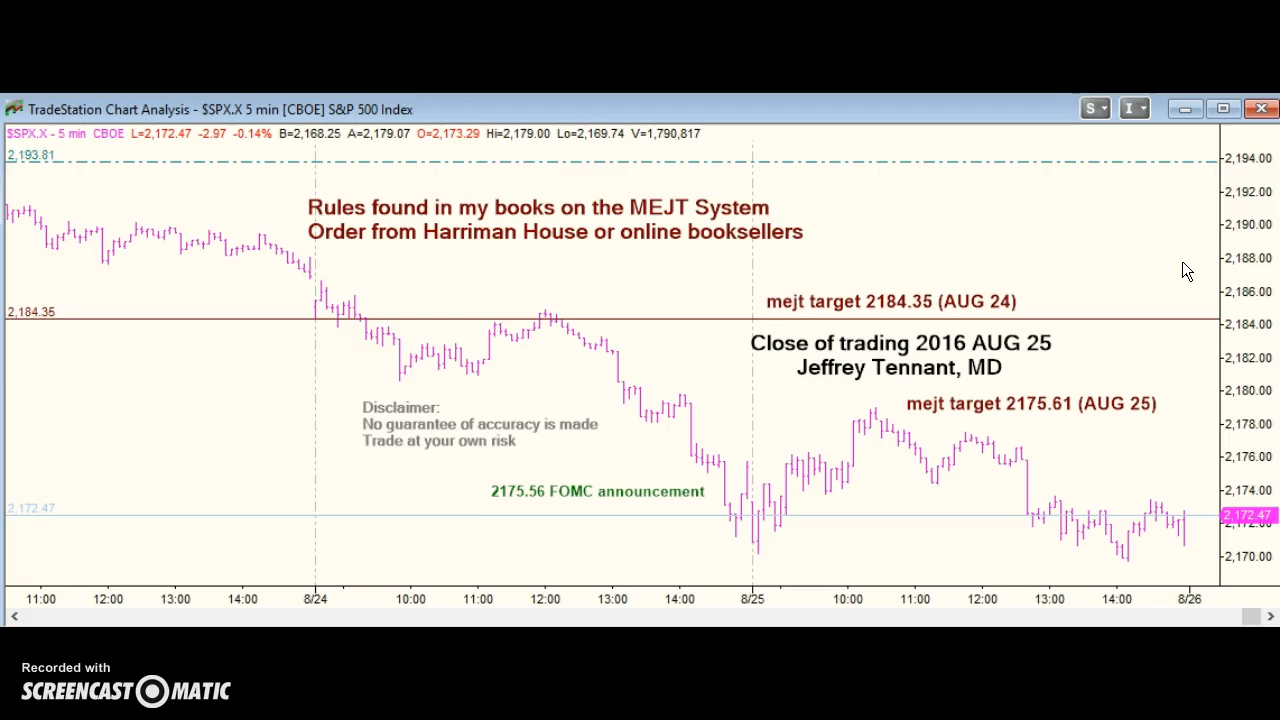 TradeStation Chart Analysis - $SPX.X 5 min [CBOE] S&P 500 Index
S I
$SPX.X - 5 min CBOE L=2,172.47 -2.97 -0.14% B=2,168.25 A=2,179.07 O=2,173.29 Hi=2,179.00 Lo=2,169.74 V=1,790,817
2,193.81
2,194.00
2,192.00
Rules found in my books on the MEJT System
2,190.00
Order from Harriman House or online booksellers
2,188.00
2,186.00
mejt target 2184.35 (AUG 24)
2,184.35
2,184.00
Close of trading 2016 AUG 25
2,182.00
Jeffrey Tennant, MD
2,180.00
mejt target 2175.61 (AUG 25)
Disclaimer:
No guarantee of accuracy is made
2,178.00
Trade at your own risk
2,176.00
2175.56 FOMC announcement
2,174.00
2,172.47
2,172.47
2,172.00
2,170.00
11:00 12:00 13:00 14:00 8/24 10:00 11:00 12:00 13:00 14:00 8/25 10:00 11:00 12:00 13:00 14:00 8/26
Recorded with
SCREENCAST MATIC